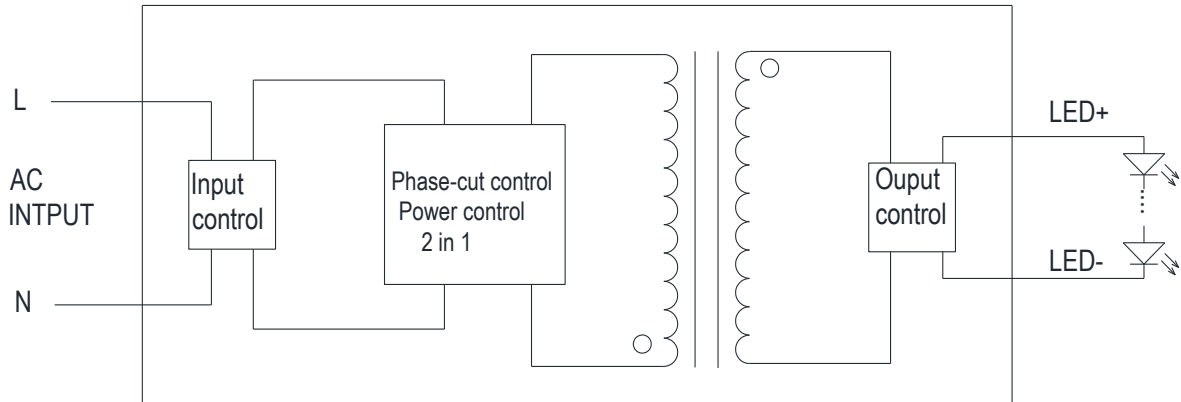 L
AC
INTPUT
N
Input
control
Phase-cut control
Power control
2 in 1
Ouput
control
LED+
LED-